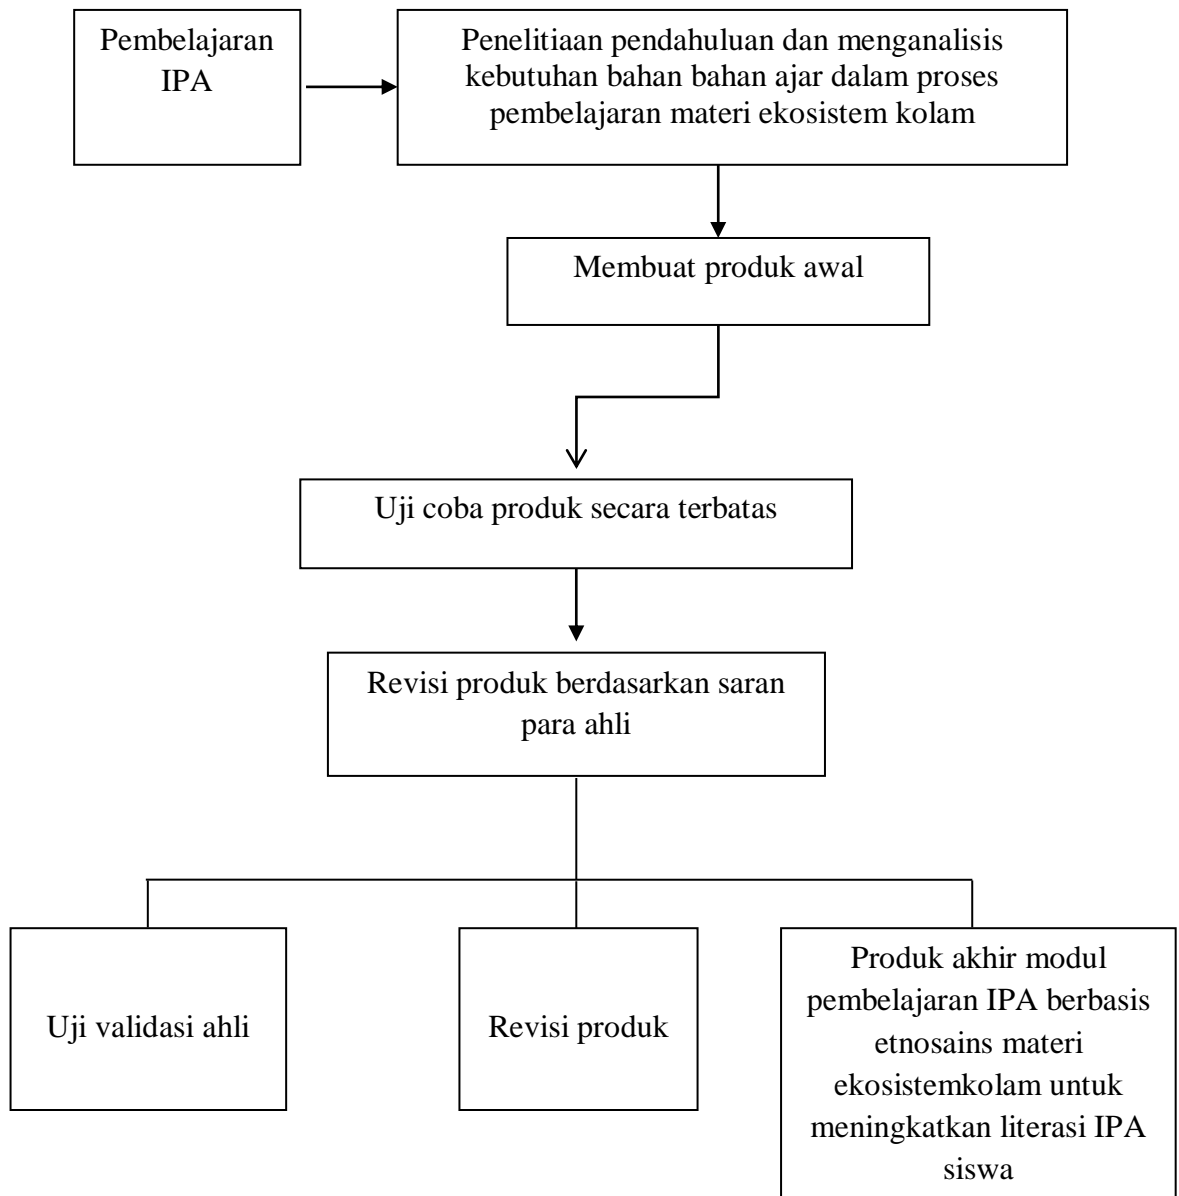 Pembelajaran
IPA
Penelitiaan pendahuluan dan menganalisis
kebutuhan bahan bahan ajar dalam proses
pembelajaran materi ekosistem kolam
Membuat produk awal
Uji coba produk secara terbatas
Revisi produk berdasarkan saran
para ahli
Uji validasi ahli
Revisi produk
Produk akhir modul
pembelajaran IPA berbasis
etnosains materi
ekosistemkolam untuk
meningkatkan literasi IPA
siswa